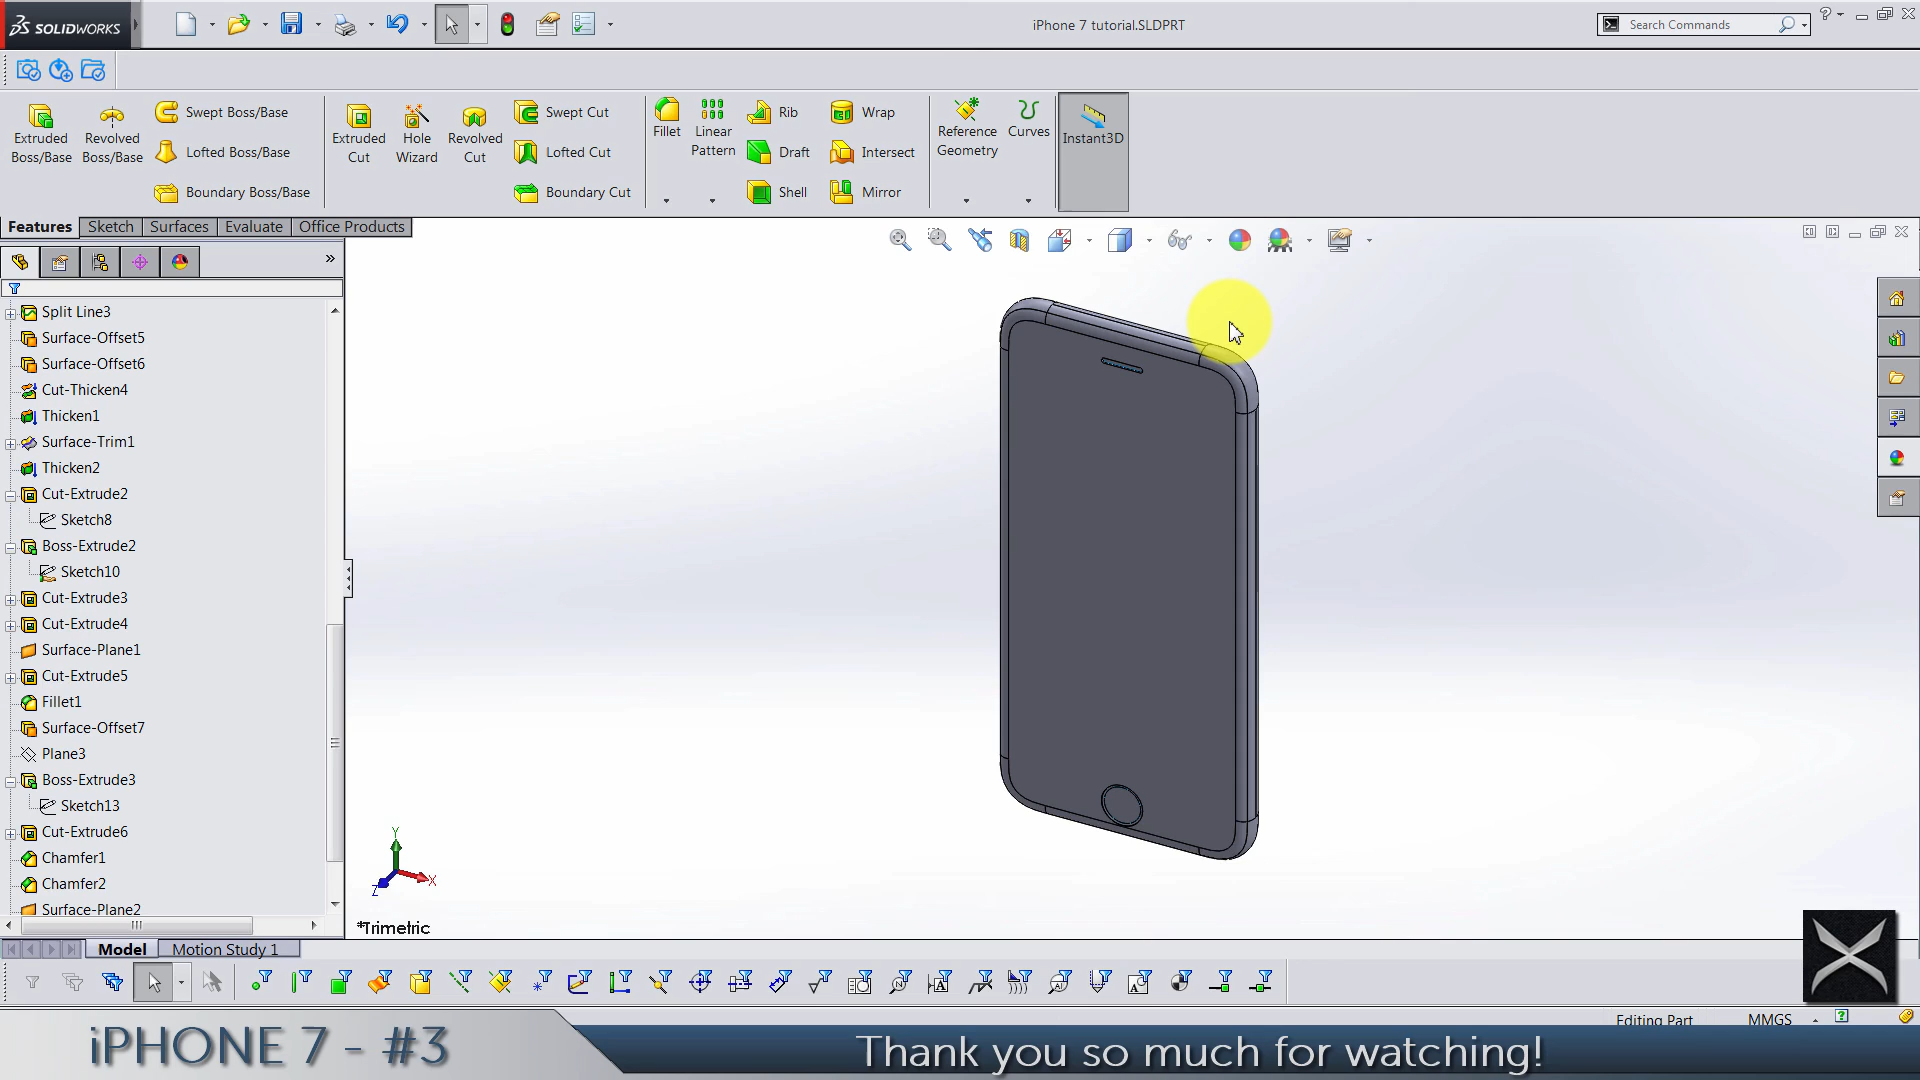 SOLIDWORKS
iPhone 7 tutorial.SLDPRT
Search Commands
?
Extruded Boss/Base
Revolved Boss/Base
Swept Boss/Base
Lofted Boss/Base
Boundary Boss/Base
Extruded Cut
Hole Wizard
Revolved Cut
Swept Cut
Lofted Cut
Boundary Cut
Fillet
Linear Pattern
Rib
Draft
Shell
Wrap
Intersect
Mirror
Reference Geometry
Curves
Instant3D
Features
Sketch
Surfaces
Evaluate
Office Products
Split Line3
Surface-Offset5
Surface-Offset6
Cut-Thicken4
Thicken1
Surface-Trim1
Thicken2
Cut-Extrude2
Sketch8
Boss-Extrude2
Sketch10
Cut-Extrude3
Cut-Extrude4
Surface-Plane1
Cut-Extrude5
Fillet1
Surface-Offset7
Plane3
Boss-Extrude3
Sketch13
Cut-Extrude6
Chamfer1
Chamfer2
Surface-Plane2
Y
X
Z
*Trimetric
Model
Motion Study 1
Editing Part
MMGS
iPHONE 7 - #3
Thank you so much for watching!